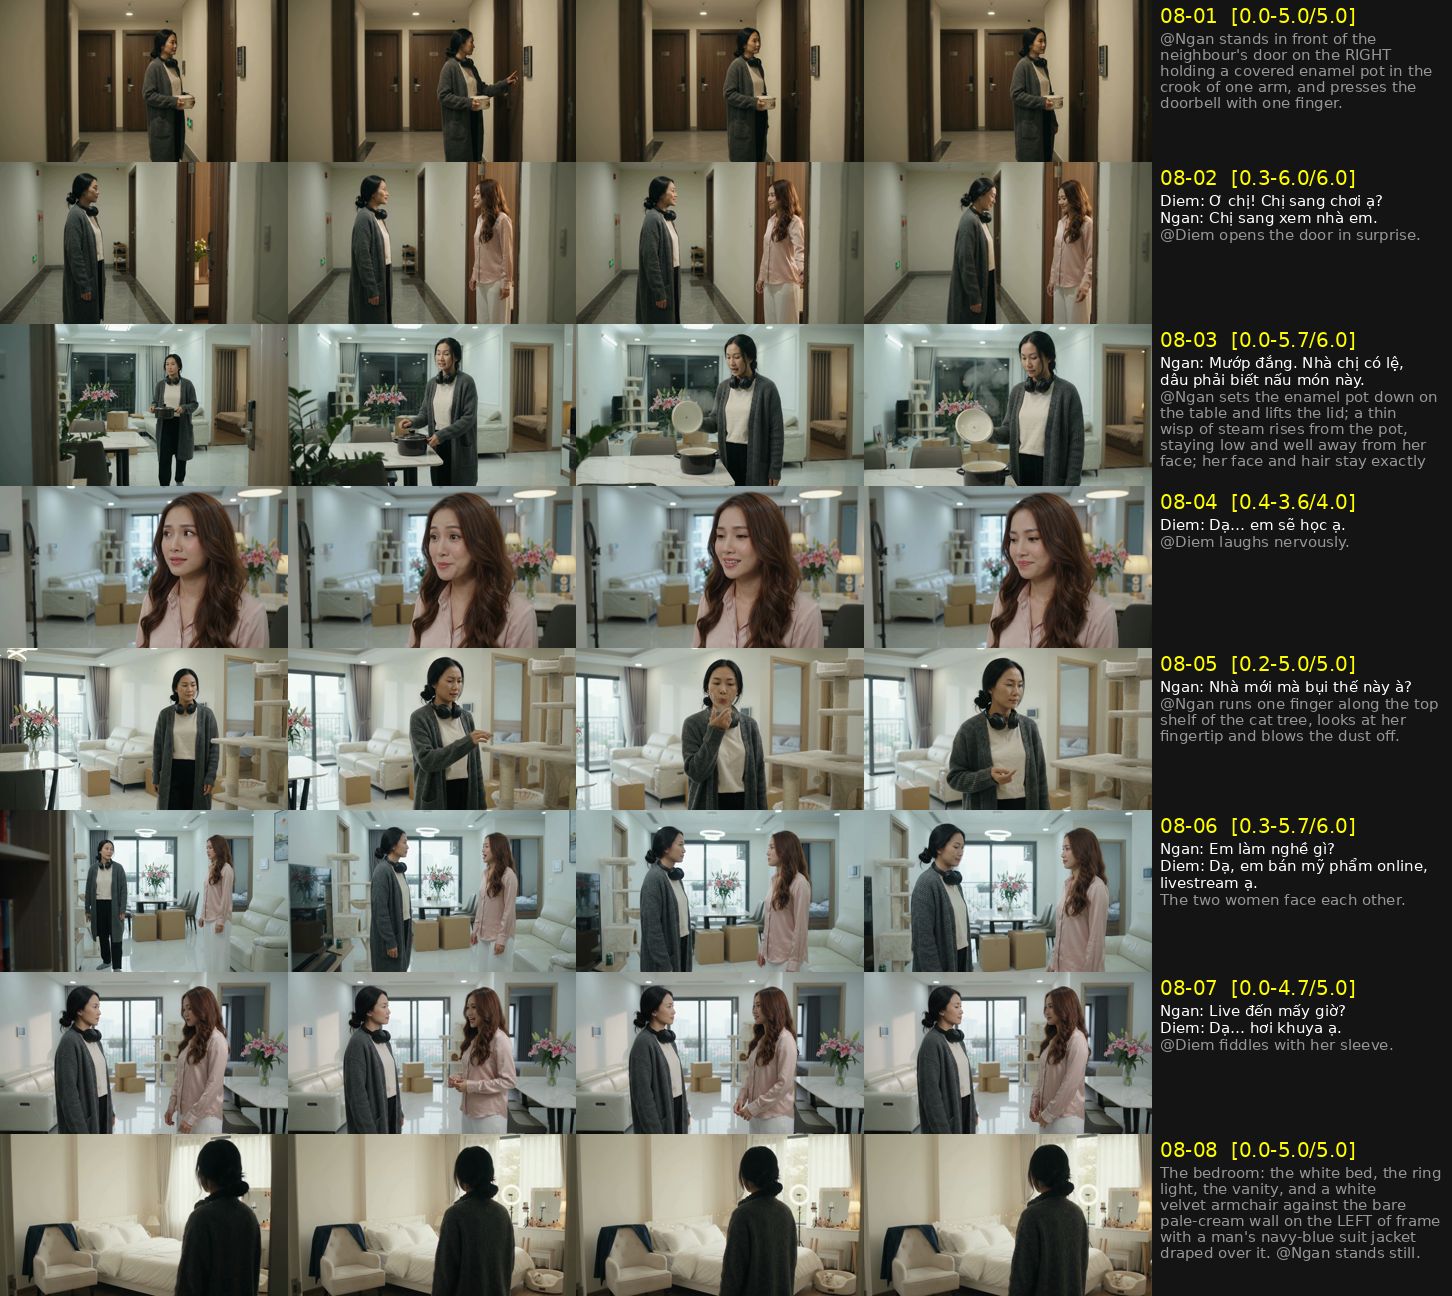 08-01 [0.0-5.0/5.0]
@Ngan stands in front of the
neighbour's door on the RIGHT
holding a covered enamel pot in the
crook of one arm, and presses the
doorbell with one finger.
08-02 [0.3-6.0/6.0]
Diem: Ơ chị! Chị sang chơi ạ?
Ngan: Chị sang xem nhà em.
@Diem opens the door in surprise.
08-03 [0.0-5.7/6.0]
Ngan: Mướp đắng. Nhà chị có lệ,
dâu phải biết nấu món này.
@Ngan sets the enamel pot down on
the table and lifts the lid; a thin
wisp of steam rises from the pot,
staying low and well away from her
face; her face and hair stay exactly
08-04 [0.4-3.6/4.0]
Diem: Dạ... em sẽ học ạ.
@Diem laughs nervously.
08-05 [0.2-5.0/5.0]
Ngan: Nhà mới mà bụi thế này à?
@Ngan runs one finger along the top
shelf of the cat tree, looks at her
fingertip and blows the dust off.
08-06 [0.3-5.7/6.0]
Ngan: Em làm nghề gì?
Diem: Dạ, em bán mỹ phẩm online,
livestream ạ.
The two women face each other.
08-07 [0.0-4.7/5.0]
Ngan: Live đến mấy giờ?
Diem: Dạ... hơi khuya ạ.
@Diem fiddles with her sleeve.
08-08 [0.0-5.0/5.0]
The bedroom: the white bed, the ring
light, the vanity, and a white
velvet armchair against the bare
pale-cream wall on the LEFT of frame
with a man's navy-blue suit jacket
draped over it. @Ngan stands still.